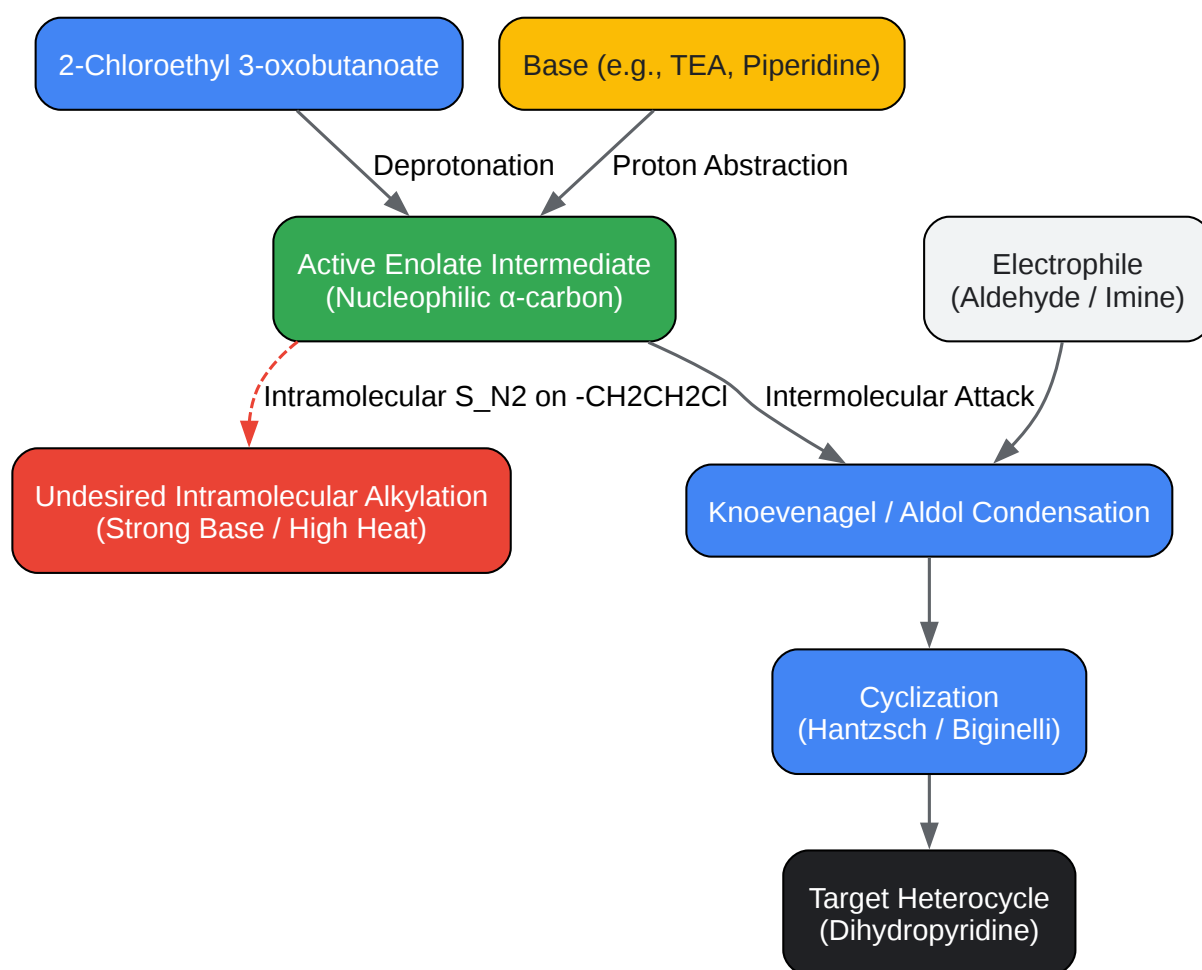 2-Chloroethyl 3-oxobutanoate
Base (e.g., TEA, Piperidine)
Deprotonation
Proton Abstraction
Active Enolate Intermediate
(Nucleophilic α-carbon)
Electrophile
(Aldehyde / Imine)
Intramolecular S_N2 on -CH2CH2Cl
Intermolecular Attack
Undesired Intramolecular Alkylation
(Strong Base / High Heat)
Knoevenagel / Aldol Condensation
Cyclization
(Hantzsch / Biginelli)
Target Heterocycle
(Dihydropyridine)